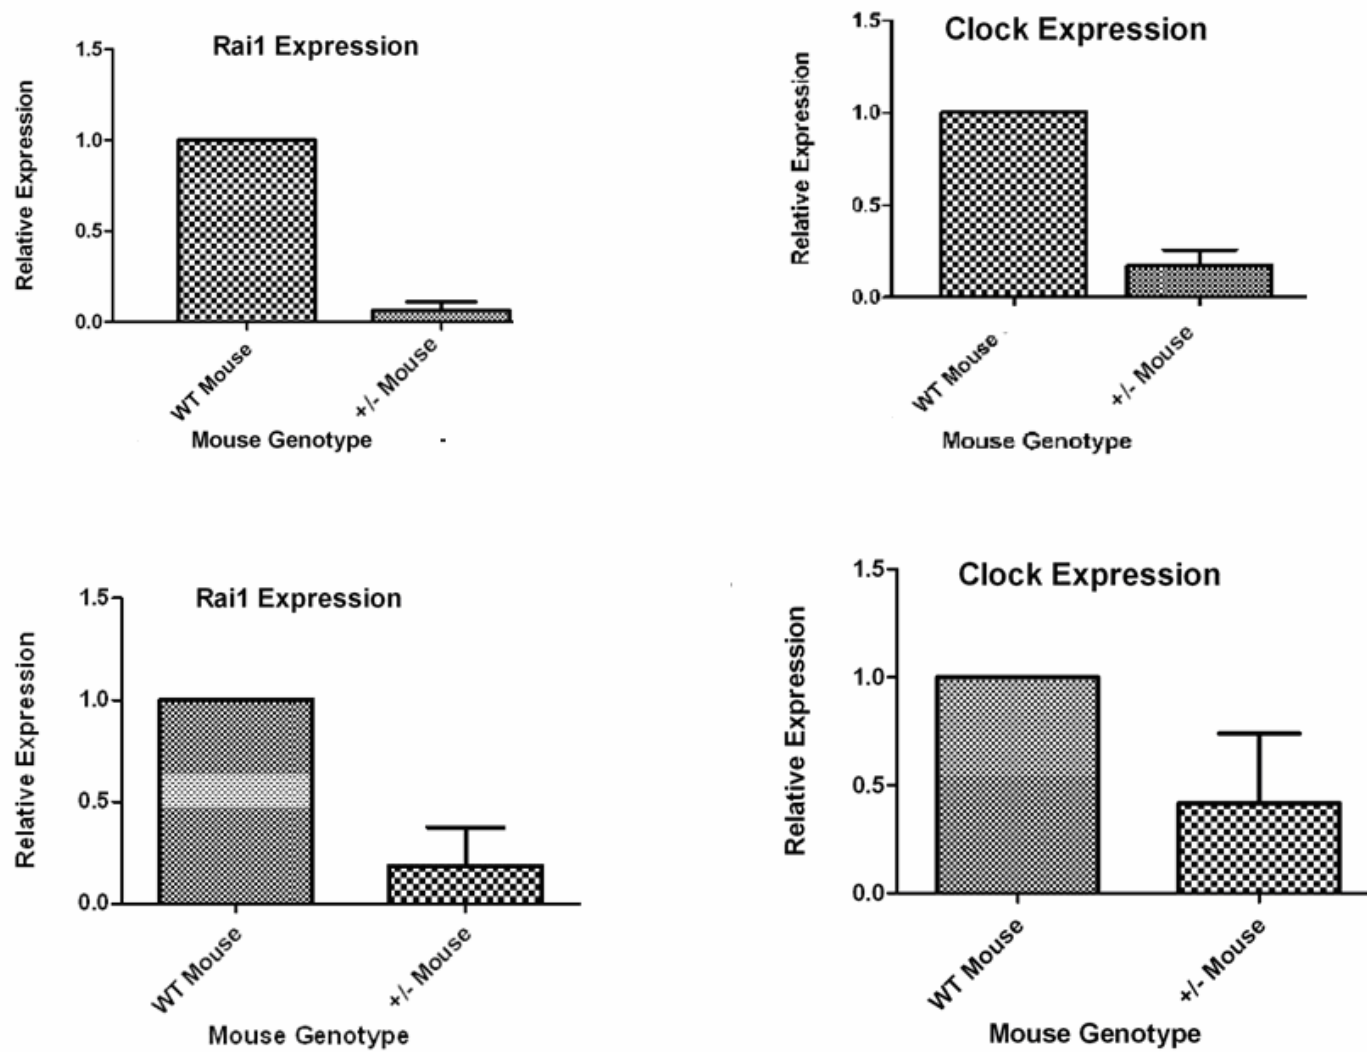 Rai1 Expression
1.5
1.0
0.5
0.0
Relative Expression
WT Mouse
+/- Mouse
Mouse Genotype
Clock Expression
1.5
1.0
0.5
0.0
Relative Expression
WT Mouse
+/- Mouse
Mouse Genotype
Rai1 Expression
1.5
1.0
0.5
0.0
Relative Expression
WT Mouse
+/- Mouse
Mouse Genotype
Clock Expression
1.5
1.0
0.5
0.0
Relative Expression
WT Mouse
+/- Mouse
Mouse Genotype